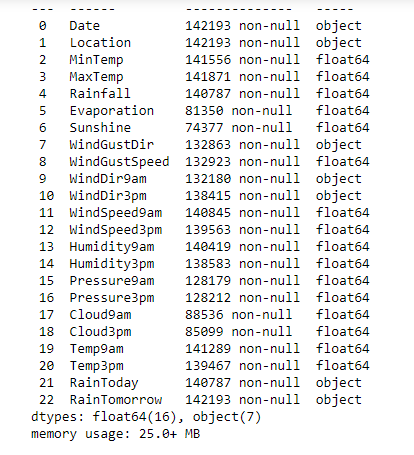 ---  ------         --------------   -----
0   Date           142193 non-null  object
1   Location       142193 non-null  object
2   MinTemp        141556 non-null  float64
3   MaxTemp        141871 non-null  float64
4   Rainfall       140787 non-null  float64
5   Evaporation    81350 non-null   float64
6   Sunshine       74377 non-null   float64
7   WindGustDir    132863 non-null  object
8   WindGustSpeed  132923 non-null  float64
9   WindDir9am     132180 non-null  object
10  WindDir3pm     138415 non-null  object
11  WindSpeed9am   140845 non-null  float64
12  WindSpeed3pm   139563 non-null  float64
13  Humidity9am    140419 non-null  float64
14  Humidity3pm    138583 non-null  float64
15  Pressure9am    128179 non-null  float64
16  Pressure3pm    128212 non-null  float64
17  Cloud9am       88536 non-null   float64
18  Cloud3pm       85099 non-null   float64
19  Temp9am        141289 non-null  float64
20  Temp3pm        139467 non-null  float64
21  RainToday      140787 non-null  object
22  RainTomorrow   142193 non-null  object
dtypes: float64(16), object(7)
memory usage: 25.0+ MB